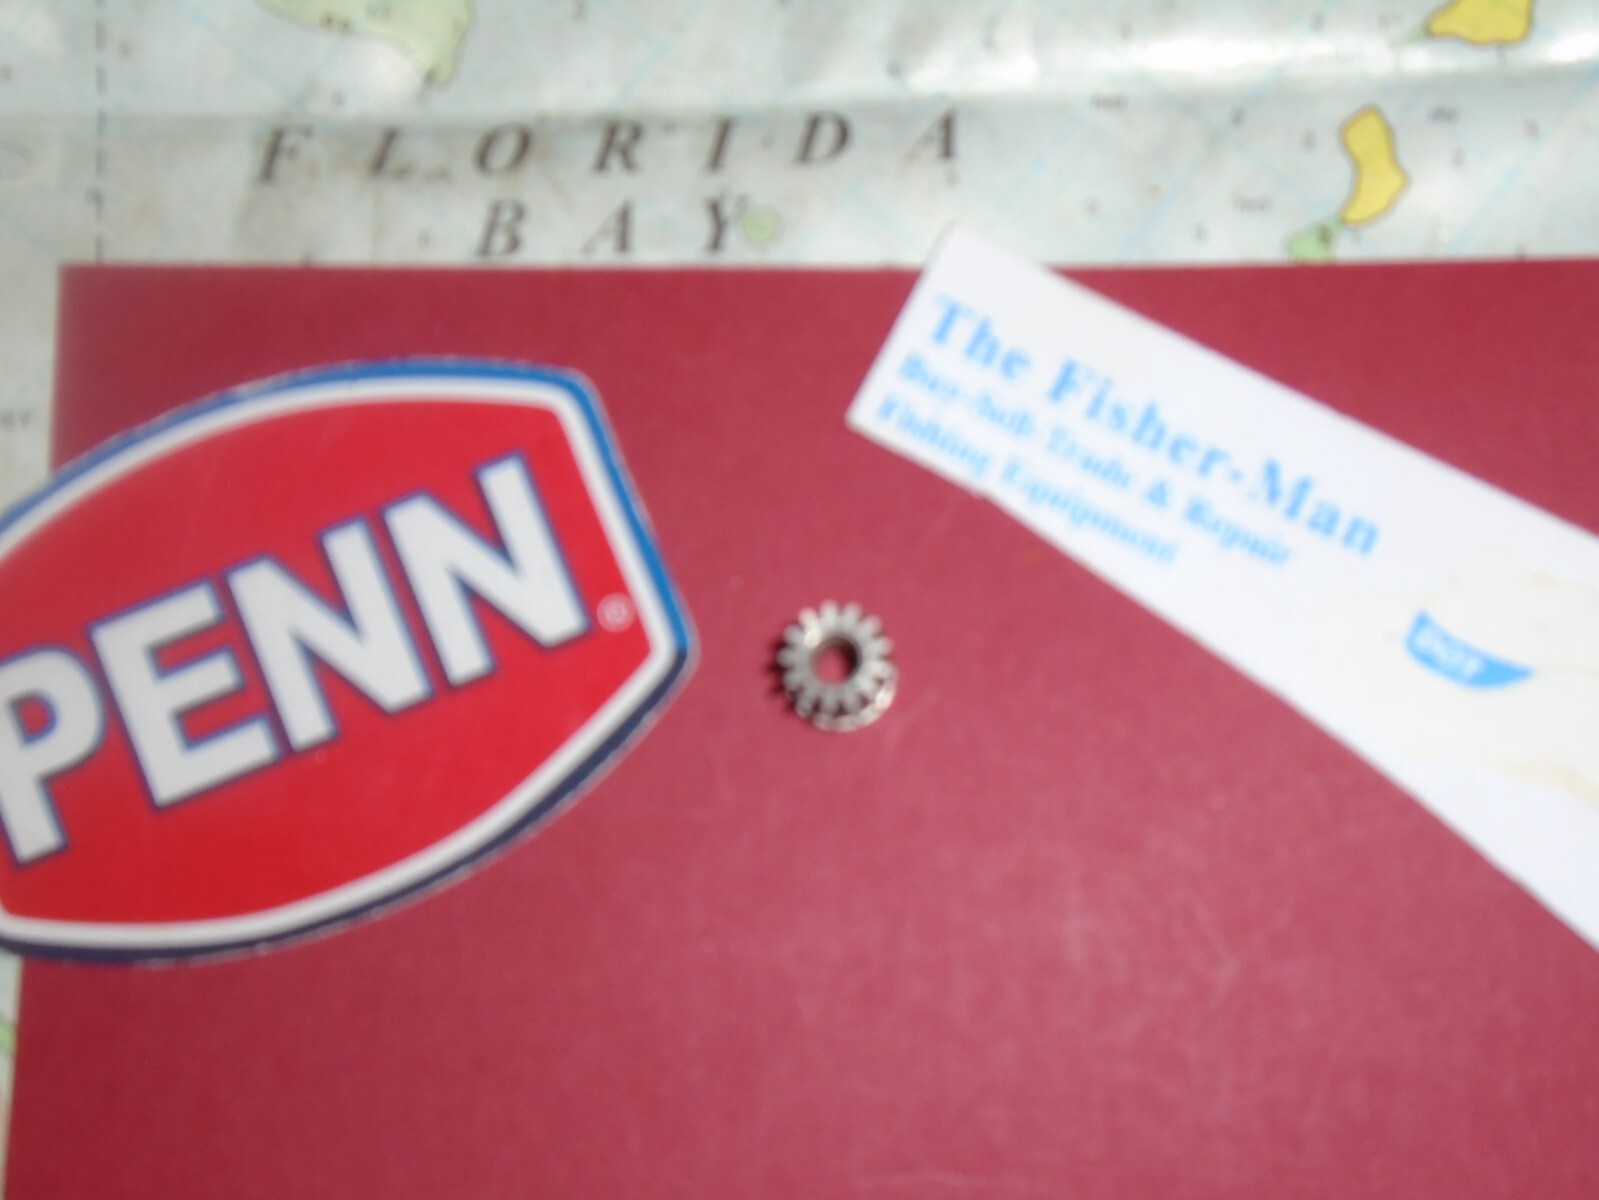 FLORIDA
BAY
The Fisher-Man
Buy-Sell-Trade & Repair
Fishing Equipment
PENN®